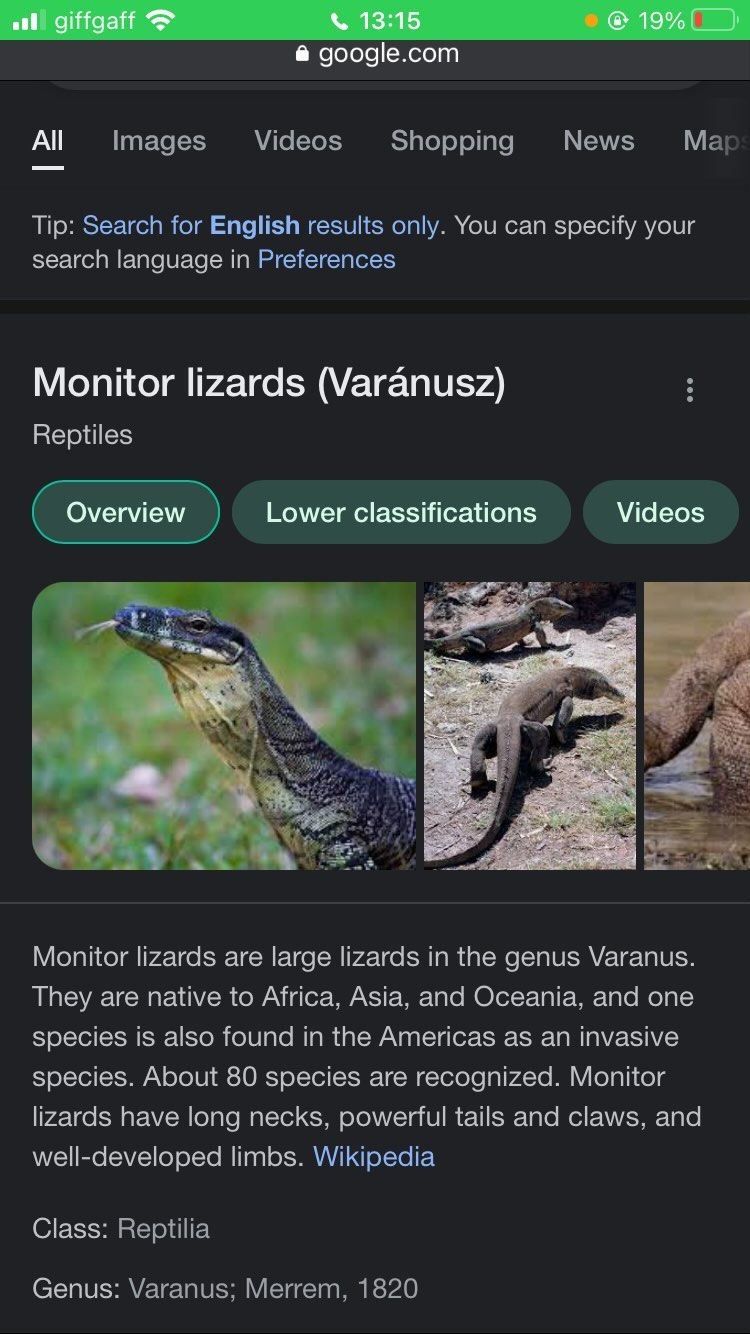 giffgaff 13:15 19%
google.com
All Images Videos Shopping News Maps
Tip: Search for English results only. You can specify your
search language in Preferences
Monitor lizards (Varánusz)
Reptiles
Overview Lower classifications Videos
Monitor lizards are large lizards in the genus Varanus.
They are native to Africa, Asia, and Oceania, and one
species is also found in the Americas as an invasive
species. About 80 species are recognized. Monitor
lizards have long necks, powerful tails and claws, and
well-developed limbs. Wikipedia
Class: Reptilia
Genus: Varanus; Merrem, 1820